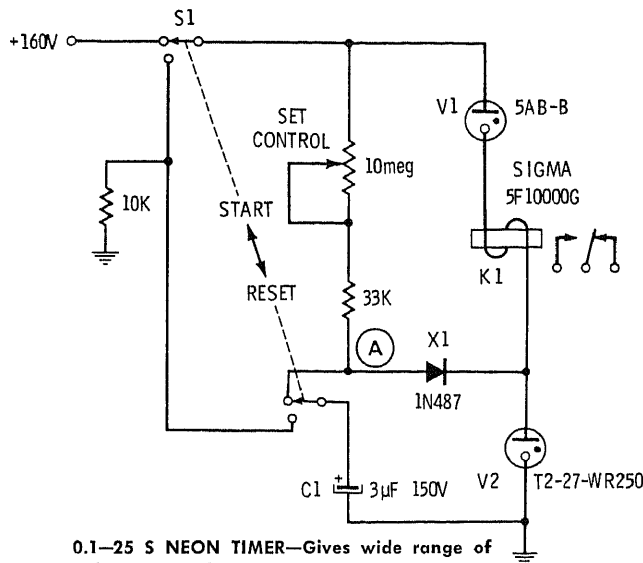 S1
+160V
V1
5AB-B
SET
CONTROL
10meg
SIGMA
5F10000G
10K
START
K1
RESET
33K
A
X1
1N487
C1
+
3µF 150V
V2
T2-27-WR250
0.1—25 S NEON TIMER—Gives wide range of